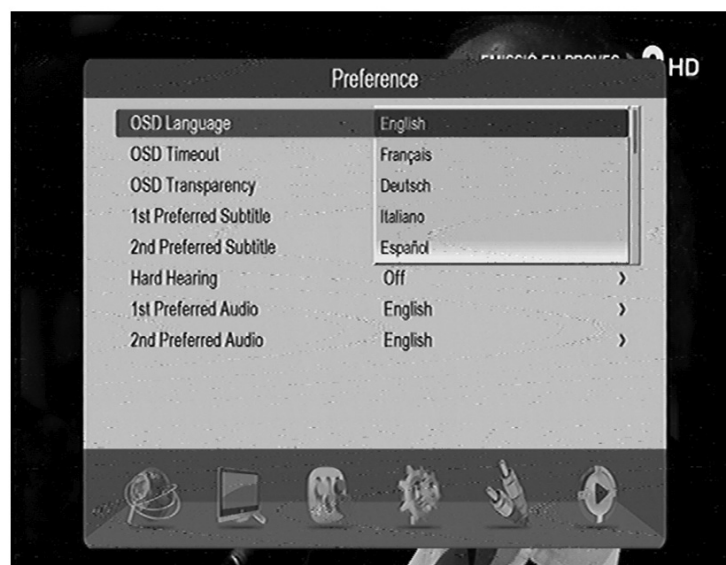 HD
Preference
OSD Language English
OSD Timeout Français
OSD Transparency Deutsch
1st Preferred Subtitle Italiano
2nd Preferred Subtitle Español
Hard Hearing Off
1st Preferred Audio English
2nd Preferred Audio English